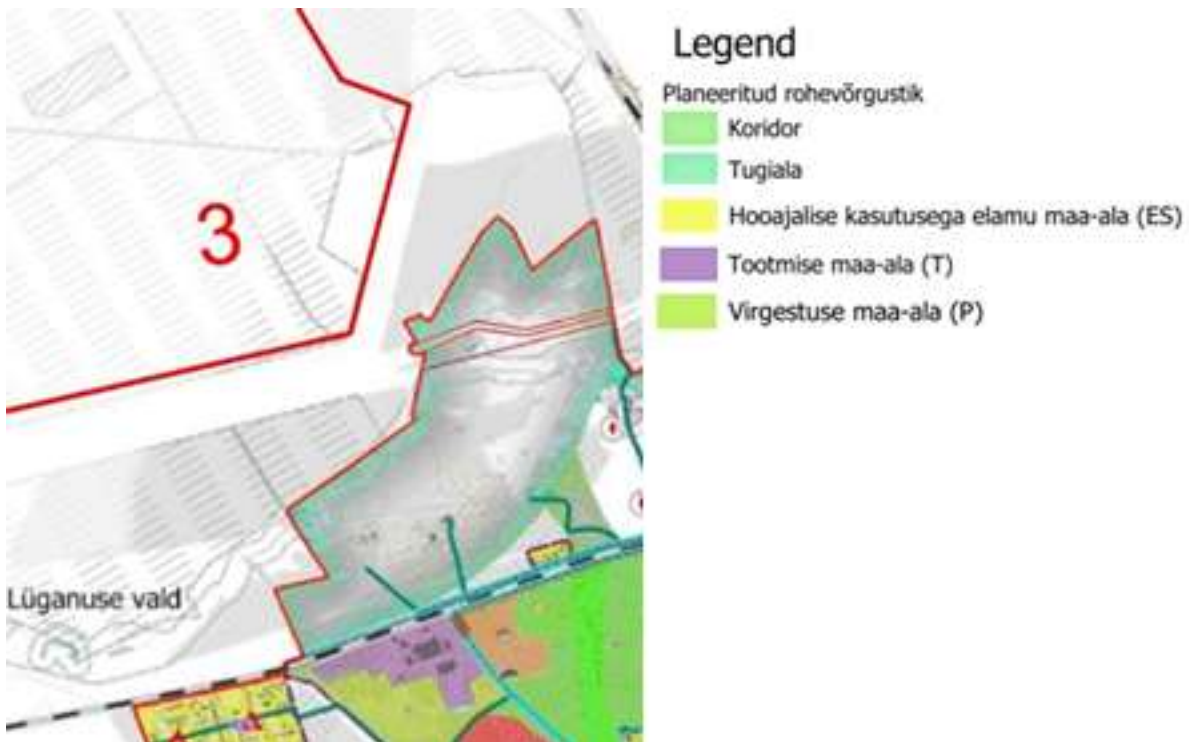 Legend
Planeeritud rohevõrgustik
Koridor
Tugiala
Hooajalise kasutusega elamu maa-ala (ES)
Tootmise maa-ala (T)
Virgestuse maa-ala (P)
3
Lüganuse vald